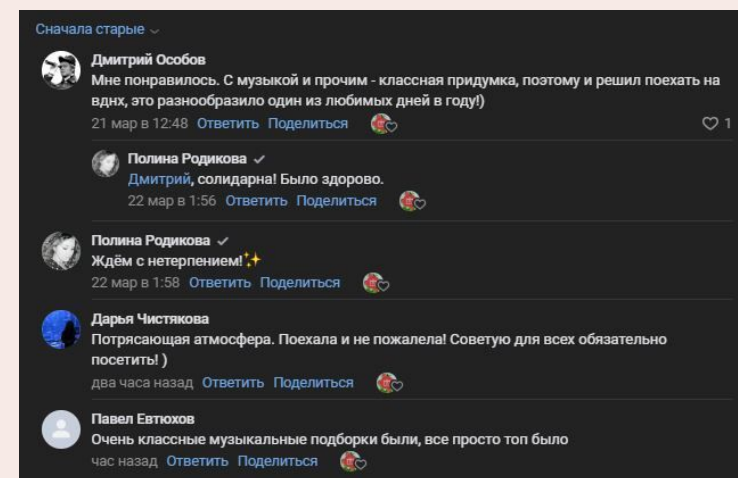 Сначала старые
Дмитрий Особов
Мне понравилось. С музыкой и прочим - классная придумка, поэтому и решил поехать на
вднх, это разнообразило один из любимых дней в году!)
21 мар в 12:48 Ответить Поделиться 1
Полина Родикова
Дмитрий, солидарна! Было здорово.
22 мар в 1:56 Ответить Поделиться
Полина Родикова
Ждём с нетерпением!✨
22 мар в 1:58 Ответить Поделиться
Дарья Чистякова
Потрясающая атмосфера. Поехала и не пожалела! Советую для всех обязательно
посетить! )
два часа назад Ответить Поделиться
Павел Евтюхов
Очень классные музыкальные подборки были, все просто топ было
час назад Ответить Поделиться